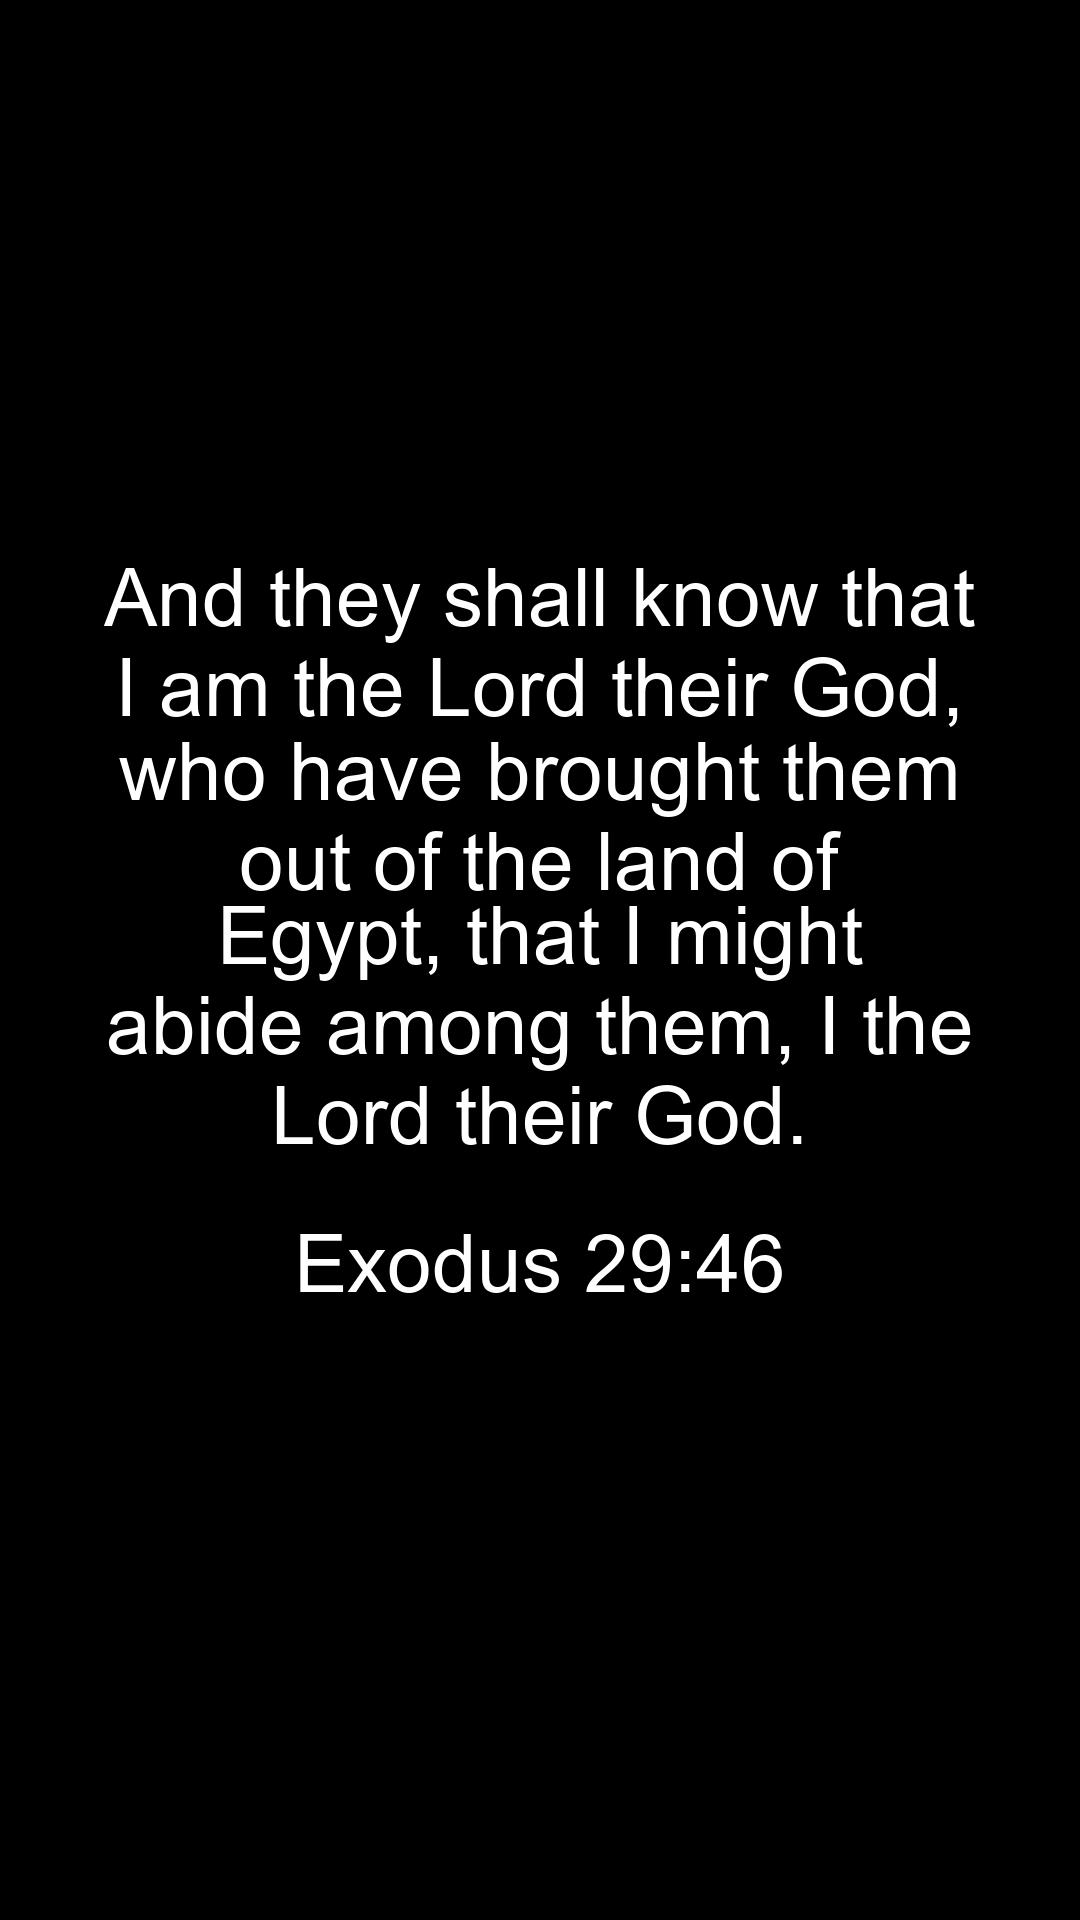 And they shall know that
I am the Lord their God,
who have brought them
out of the land of
Egypt, that I might
abide among them, I the
Lord their God.
Exodus 29:46